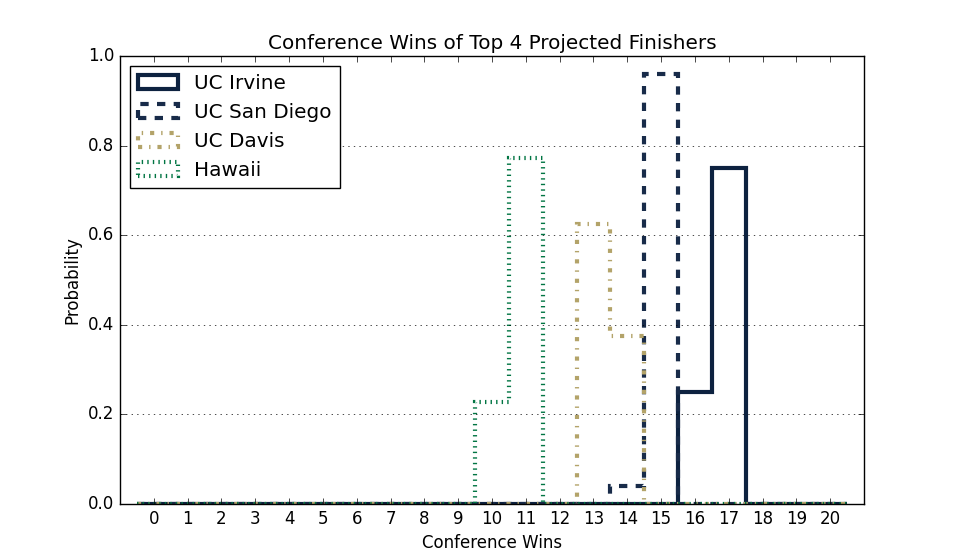 Conference Wins of Top 4 Projected Finishers
1.0
UC Irvine
UC San Diego
UC Davis
Hawaii
0.8
0.6
0.4
0.2
0.0
Probability
0 1 2 3 4 5 6 7 8 9 10 11 12 13 14 15 16 17 18 19 20
Conference Wins